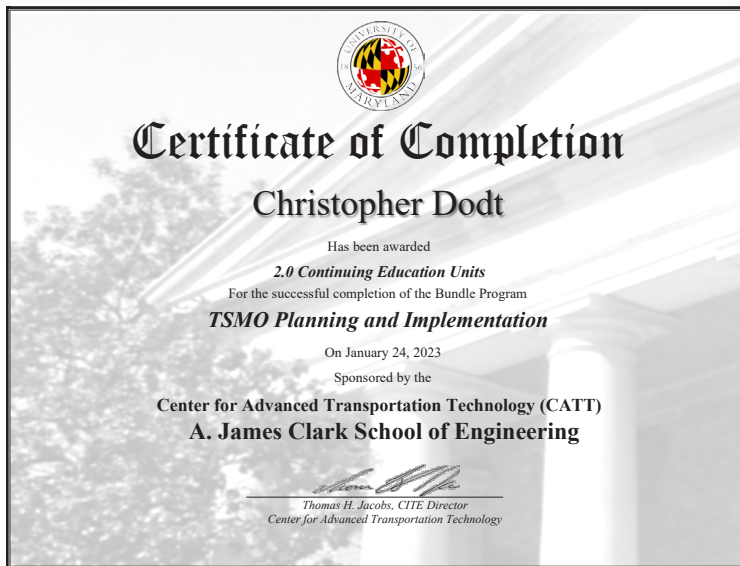 UNIVERSITY OF
18 56
MARYLAND
Certificate of Completion
Christopher Dodt
Has been awarded
2.0 Continuing Education Units
For the successful completion of the Bundle Program
TSMO Planning and Implementation
On January 24, 2023
Sponsored by the
Center for Advanced Transportation Technology (CATT)
A. James Clark School of Engineering
Thomas H. Jacobs, CITE Director
Center for Advanced Transportation Technology